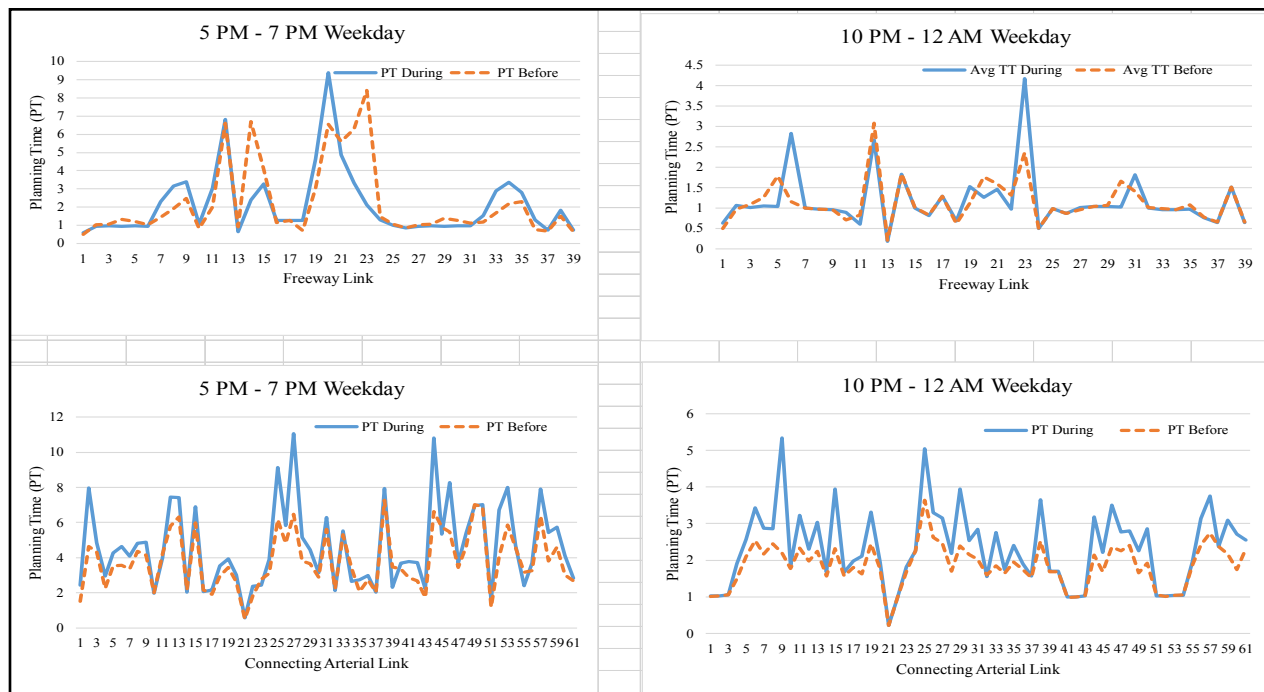 5 PM - 7 PM Weekday
PT During PT Before
Planning Time (PT)
10
9
8
7
6
5
4
3
2
1
0
1 3 5 7 9 11 13 15 17 19 21 23 25 27 29 31 33 35 37 39
Freeway Link
10 PM - 12 AM Weekday
Avg TT During Avg TT Before
Planning Time (PT)
4.5
4
3.5
3
2.5
2
1.5
1
0.5
0
1 3 5 7 9 11 13 15 17 19 21 23 25 27 29 31 33 35 37 39
Freeway Link
5 PM - 7 PM Weekday
PT During PT Before
Planning Time (PT)
12
10
8
6
4
2
0
1 3 5 7 9 11 13 15 17 19 21 23 25 27 29 31 33 35 37 39 41 43 45 47 49 51 53 55 57 59 61
Connecting Arterial Link
10 PM - 12 AM Weekday
PT During PT Before
Planning Time (PT)
6
5
4
3
2
1
0
1 3 5 7 9 11 13 15 17 19 21 23 25 27 29 31 33 35 37 39 41 43 45 47 49 51 53 55 57 59 61
Connecting Arterial Link